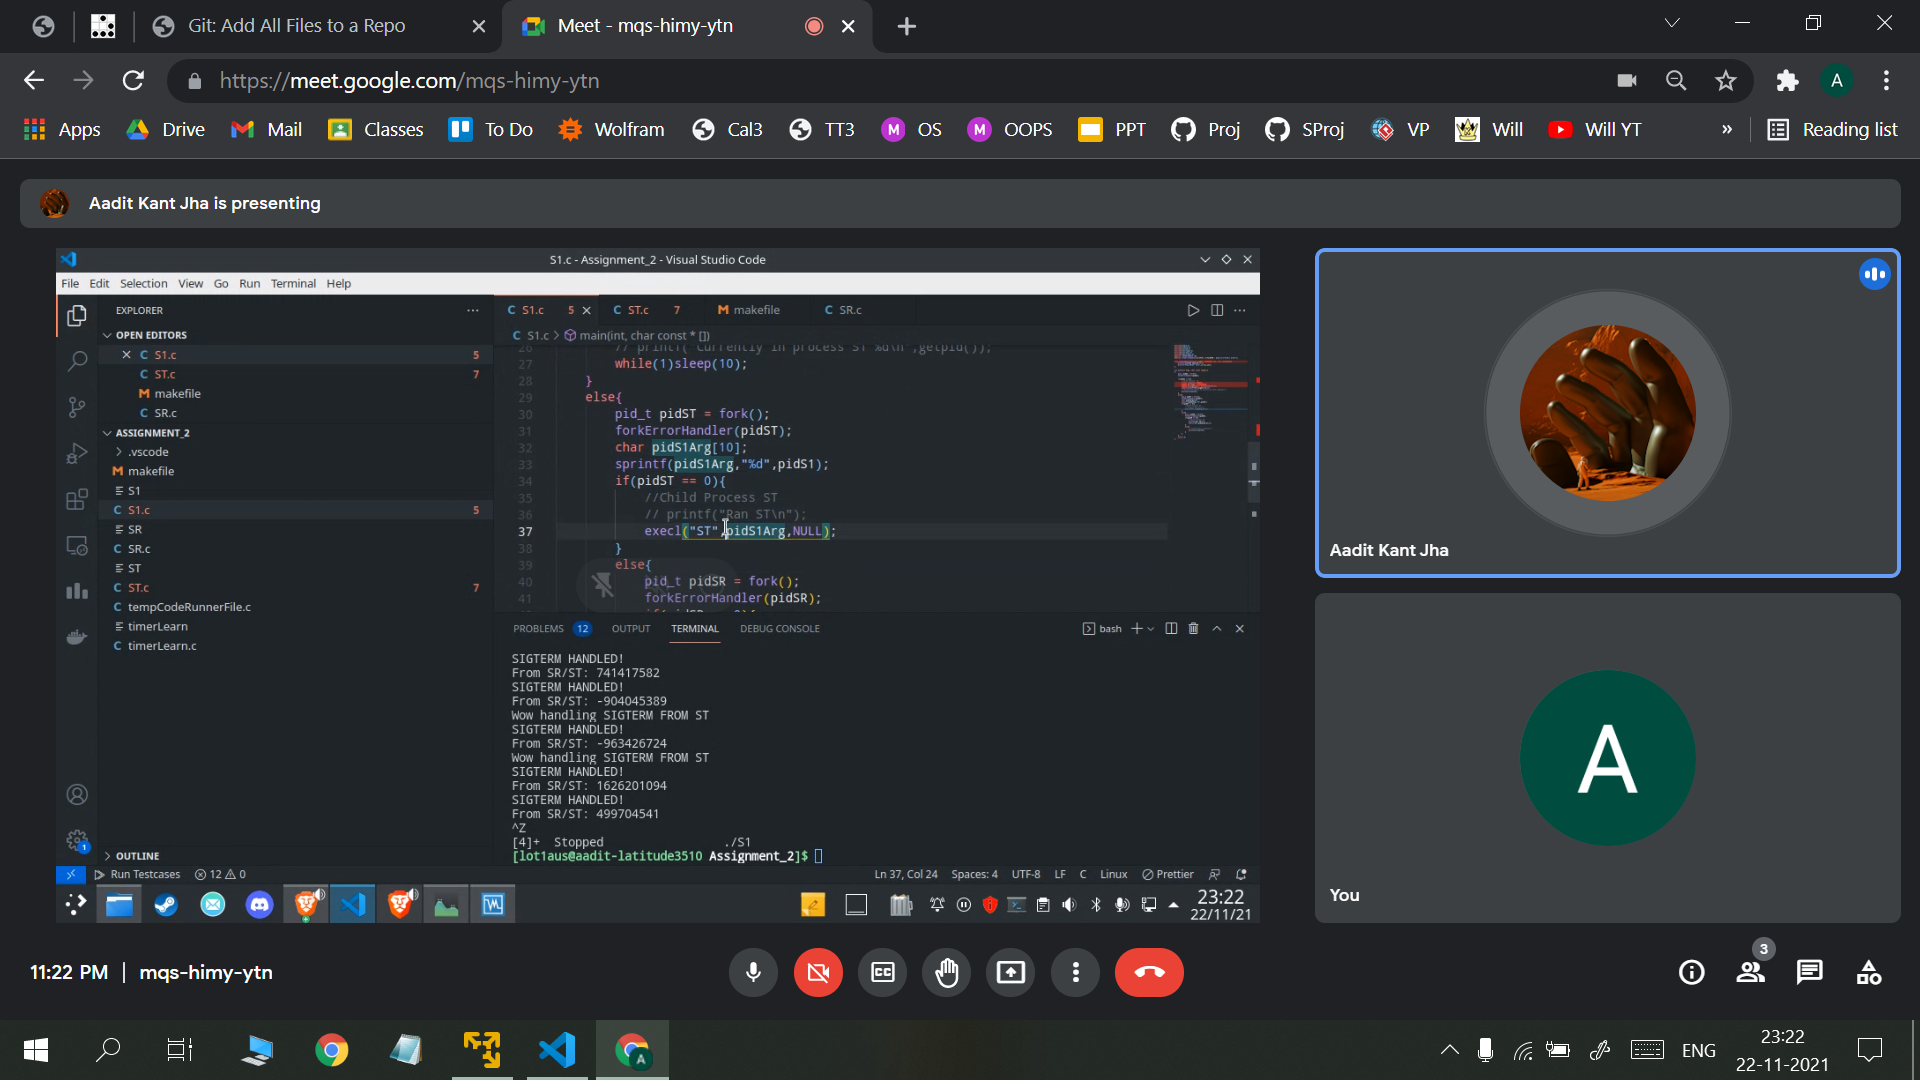 Git: Add All Files to a Repo
Meet - mqs-himy-ytn
https://meet.google.com/mqs-himy-ytn
A
Apps
Drive
Mail
Classes
To Do
Wolfram
Cal3
TT3
M OS
M OOPS
PPT
Proj
SProj
VP
Will
Will YT
»
Reading list
Aadit Kant Jha is presenting
S1.c - Assignment_2 - Visual Studio Code
File Edit Selection View Go Run Terminal Help
EXPLORER
OPEN EDITORS
C S1.c 5
C ST.c 7
M makefile
C SR.c
ASSIGNMENT_2
.vscode
M makefile
S1
C S1.c 5
SR
C SR.c
ST
C ST.c 7
C tempCodeRunnerFile.c
timerLearn
C timerLearn.c
OUTLINE
C S1.c 5
C ST.c 7
M makefile
C SR.c
C S1.c > main(int, char const * [])
26 // printf("Currently in process S1 %d\n",getpid());
27 while(1)sleep(10);
28 }
29 else{
30 pid_t pidST = fork();
31 forkErrorHandler(pidST);
32 char pidS1Arg[10];
33 sprintf(pidS1Arg,"%d",pidS1);
34 if(pidST == 0){
35 //Child Process ST
36 // printf("Ran ST\n");
37 execl("ST",pidS1Arg,NULL);
38 }
39 else{
40 pid_t pidSR = fork();
41 forkErrorHandler(pidSR);
PROBLEMS 12 OUTPUT TERMINAL DEBUG CONSOLE
bash
SIGTERM HANDLED!
From SR/ST: 741417582
SIGTERM HANDLED!
From SR/ST: -904045389
Wow handling SIGTERM FROM ST
SIGTERM HANDLED!
From SR/ST: -963426724
Wow handling SIGTERM FROM ST
SIGTERM HANDLED!
From SR/ST: 1626201094
SIGTERM HANDLED!
From SR/ST: 499704541
^Z
[4]+ Stopped ./S1
[lot1aus@aadit-latitude3510 Assignment_2]$
Run Testcases 12 0
Ln 37, Col 24 Spaces: 4 UTF-8 LF C Linux Prettier
23:22
22/11/21
Aadit Kant Jha
A
You
11:22 PM | mqs-himy-ytn
CC
3
A
ENG
23:22
22-11-2021